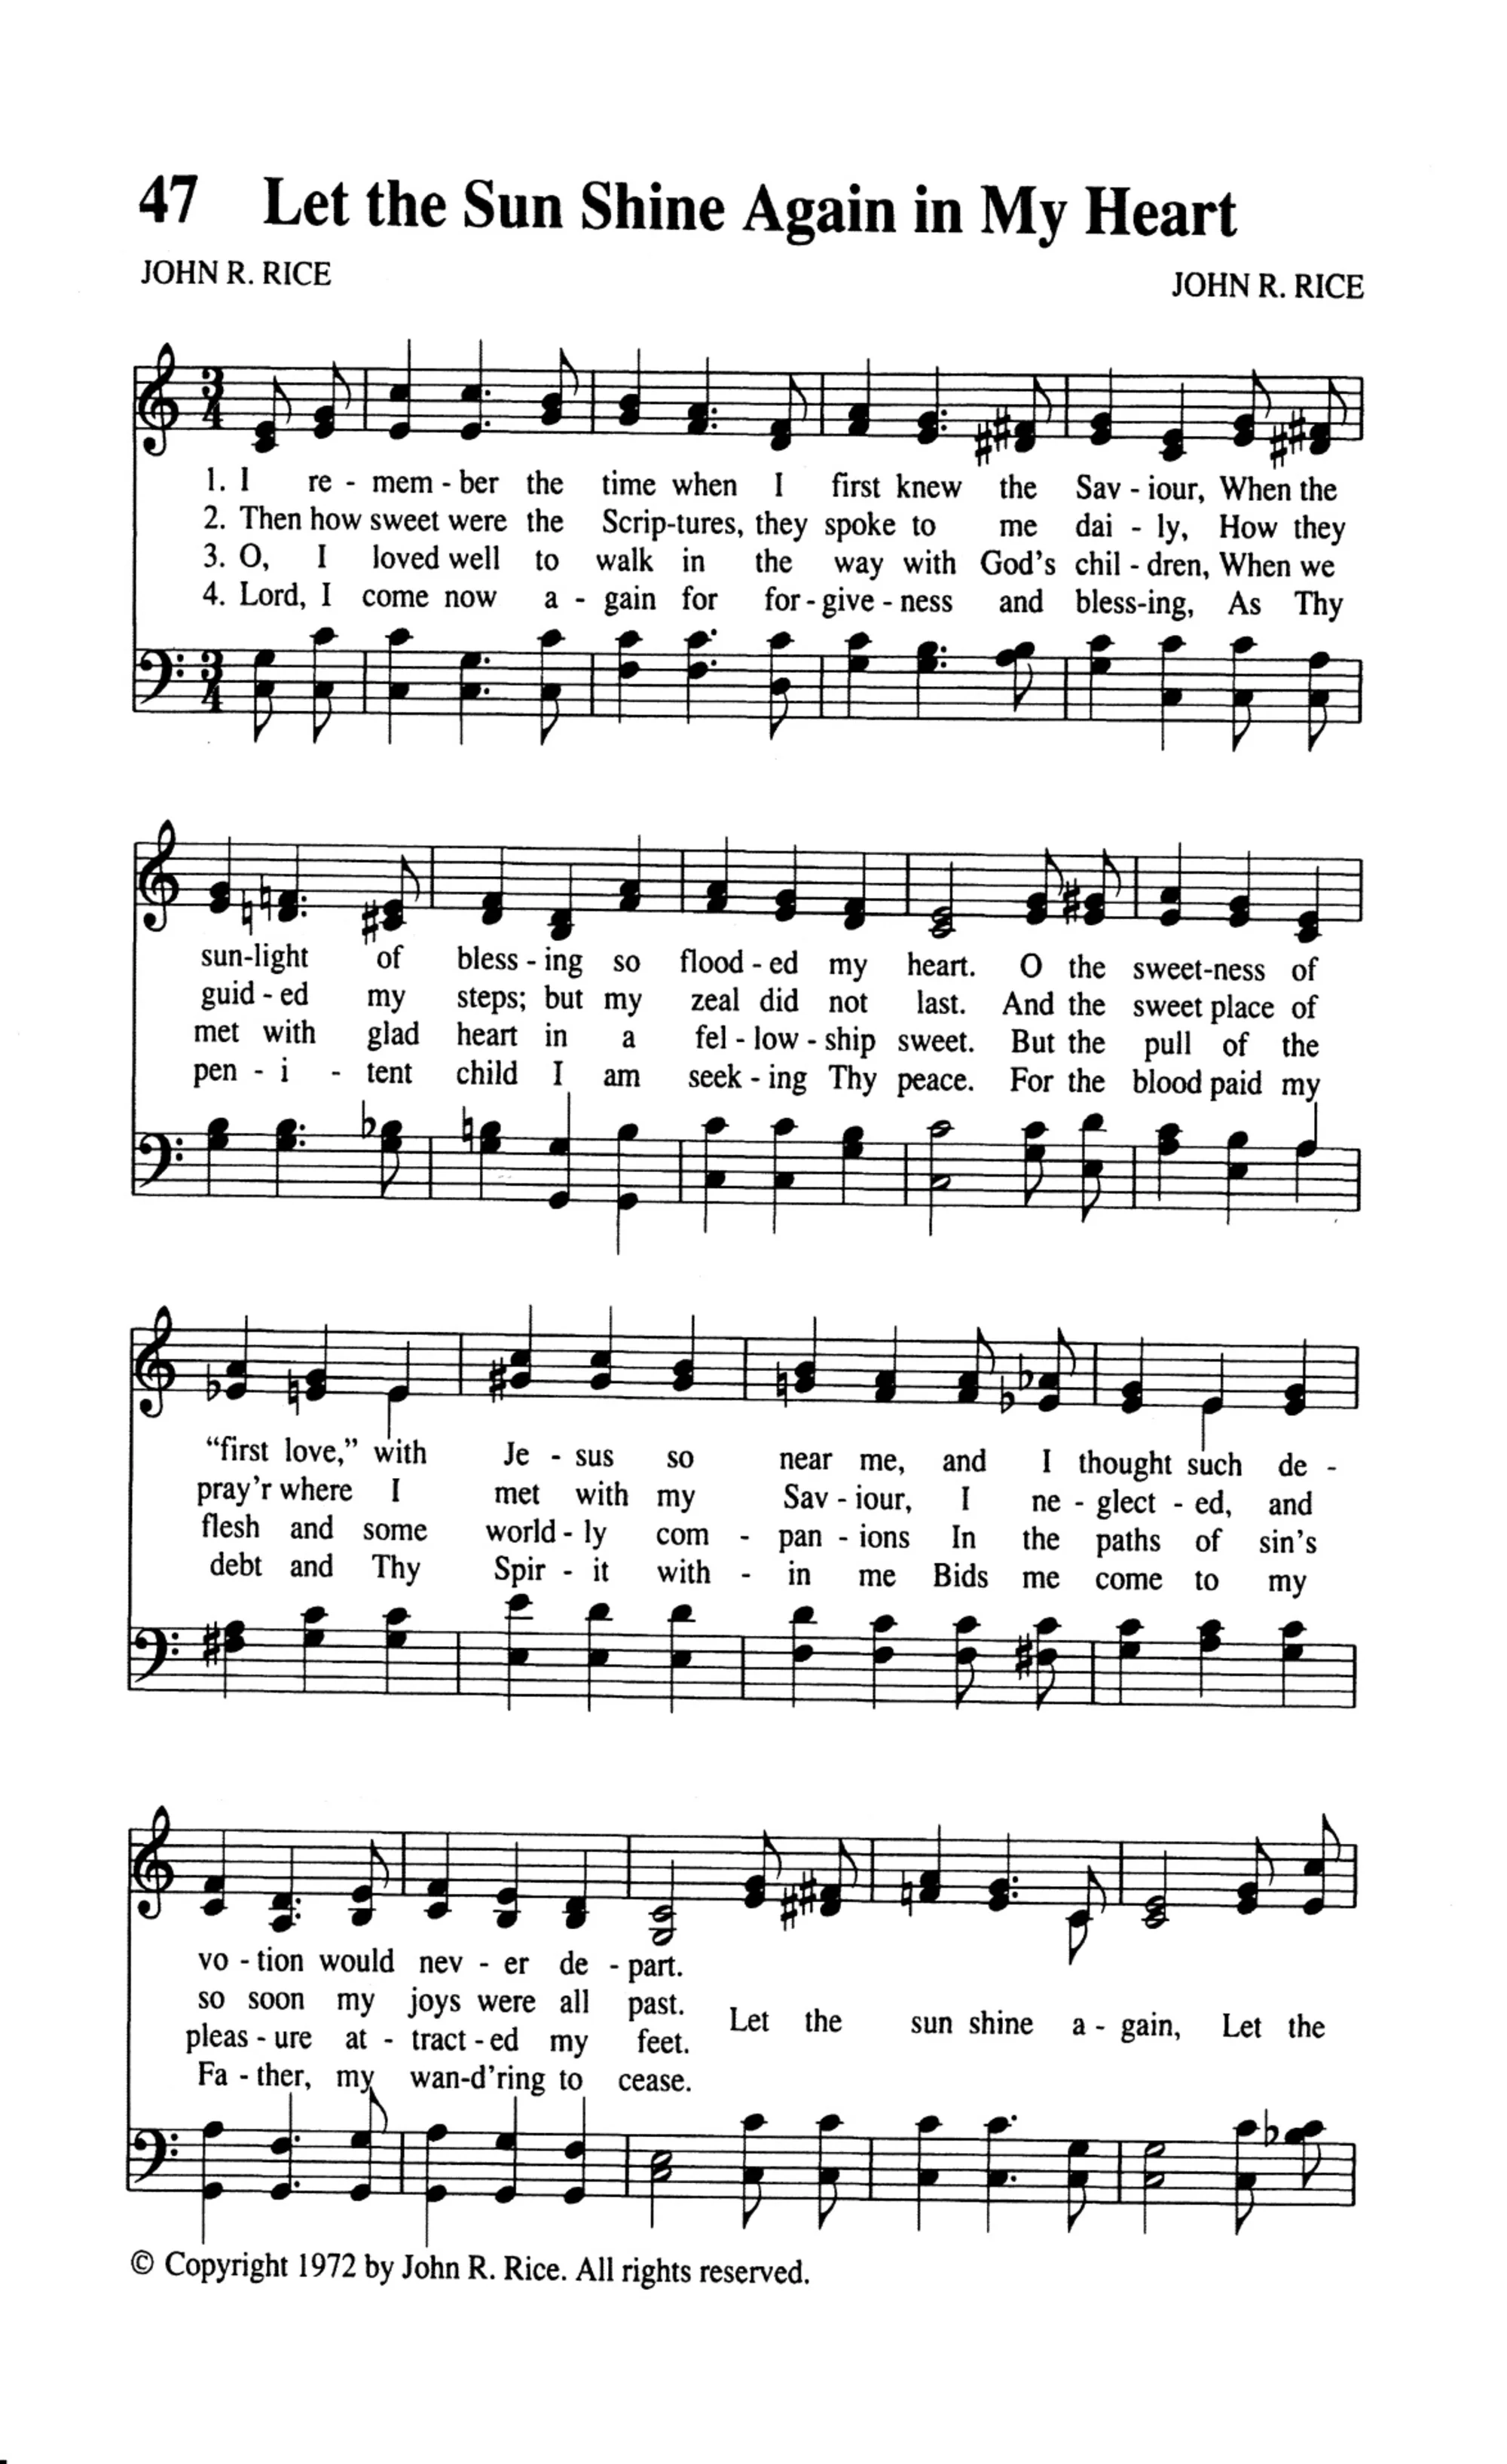 47 Let the Sun Shine Again in My Heart
JOHN R. RICE JOHN R. RICE
3 4
1. I re - mem - ber the time when I first knew the Sav - iour, When the
2. Then how sweet were the Scrip-tures, they spoke to me dai - ly, How they
3. O, I loved well to walk in the way with God's chil - dren, When we
4. Lord, I come now a - gain for for - give - ness and bless-ing, As Thy
3 4
sun-light of bless - ing so flood - ed my heart. O the sweet-ness of
guid - ed my steps; but my zeal did not last. And the sweet place of
met with glad heart in a fel - low - ship sweet. But the pull of the
pen - i - tent child I am seek - ing Thy peace. For the blood paid my
"first love," with Je - sus so near me, and I thought such de -
pray'r where I met with my Sav - iour, I ne - glect - ed, and
flesh and some world - ly com - pan - ions In the paths of sin's
debt and Thy Spir - it with - in me Bids me come to my
vo - tion would nev - er de - part.
so soon my joys were all past.
Let the sun shine a - gain, Let the
pleas - ure at - tract - ed my feet.
Fa - ther, my wan-d'ring to cease.
© Copyright 1972 by John R. Rice. All rights reserved.